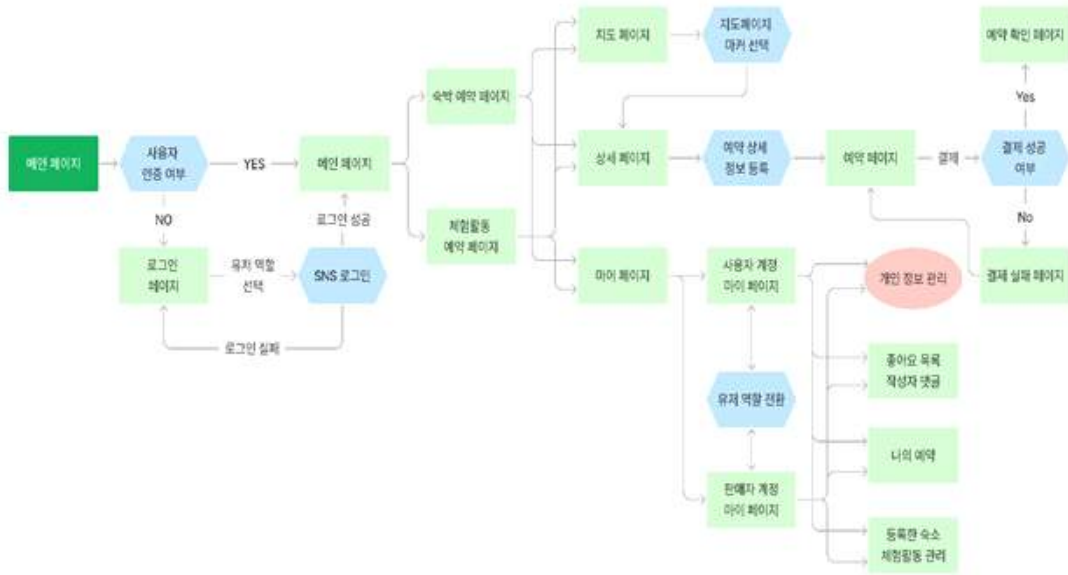 메인 페이지
사용자
인증 여부
YES
NO
로그인
페이지
유저 역할
선택
SNS 로그인
로그인 성공
로그인 실패
메인 페이지
숙박 예약 페이지
체험활동
예약 페이지
지도 페이지
지도페이지
마커 선택
상세 페이지
예약 상세
정보 등록
예약 페이지
결제
결제 성공
여부
Yes
예약 확인 페이지
No
결제 실패 페이지
마이 페이지
사용자 계정
마이 페이지
유저 역할 전환
판매자 계정
마이 페이지
개인 정보 관리
좋아요 목록
작성자 댓글
나의 예약
등록한 숙소
체험활동 관리